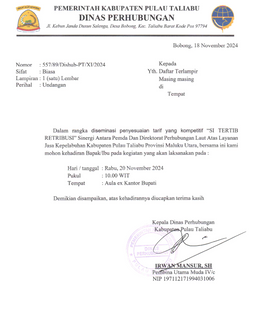 PEMERINTAH KABUPATEN PULAU TALIABU
DINAS PERHUBUNGAN
Jl. Kebun Janda Dusun Salenga, Desa Bobong, Kec. Taliabu Barat Kode Pos 97794
Bobong, 18 November 2024
Nomor : 557/89/Dishub-PT/XI/2024
Sifat : Biasa
Lampiran : 1 (satu) Lembar
Perihal : Undangan
Kepada
Yth. Daftar Terlampir
Masing masing
di
Tempat
Dalam rangka diseminasi penyesuaian tarif yang kompetitif "SI TERTIB
RETRIBUSI" Sinergi Antara Pemda Dan Direktorat Perhubungan Laut Atas Layanan
Jasa Kepelabuhan Kabupaten Pulau Taliabu Provinsi Maluku Utara, bersama ini kami
mohon kehadiran Bapak/Ibu pada kegiatan yang akan laksanakan pada :
Hari / tanggal : Rabu, 20 November 2024
Pukul : 10.00 WIT
Tempat : Aula ex Kantor Bupati
Demikian disampaikan, atas kehadirannya diucapkan terima kasih
Kepala Dinas Perhubungan
Kabupaten Pulau Taliabu
IRWAN MANSUR, SH
Pembina Utama Muda IV/c
NIP 197112171994031006